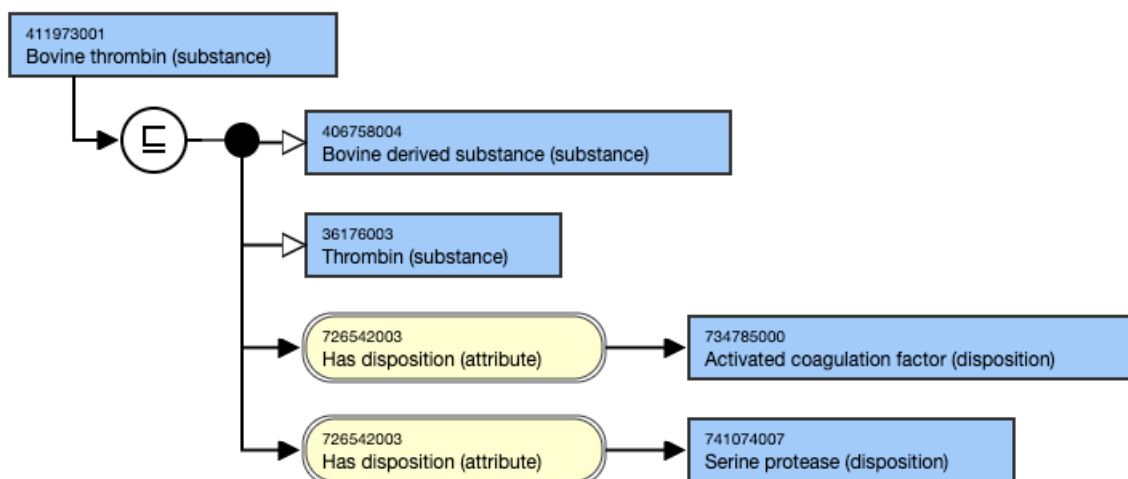 411973001
Bovine thrombin (substance)
⊑
406758004
Bovine derived substance (substance)
36176003
Thrombin (substance)
726542003
Has disposition (attribute)
734785000
Activated coagulation factor (disposition)
726542003
Has disposition (attribute)
741074007
Serine protease (disposition)